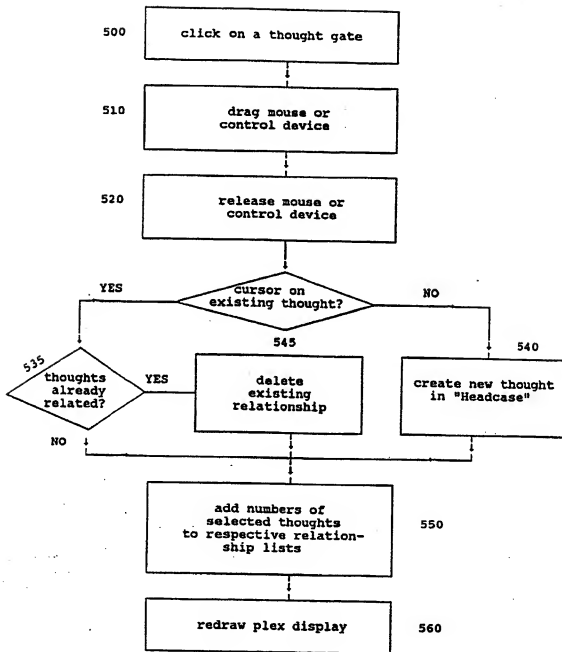 500
click on a thought gate
510
drag mouse or
control device
520
release mouse or
control device
cursor on
existing thought?
YES
NO
535
thoughts
already
related?
YES
NO
545
delete
existing
relationship
540
create new thought
in "Headcase"
add numbers of
selected thoughts
to respective relation-
ship lists
550
redraw plex display
560